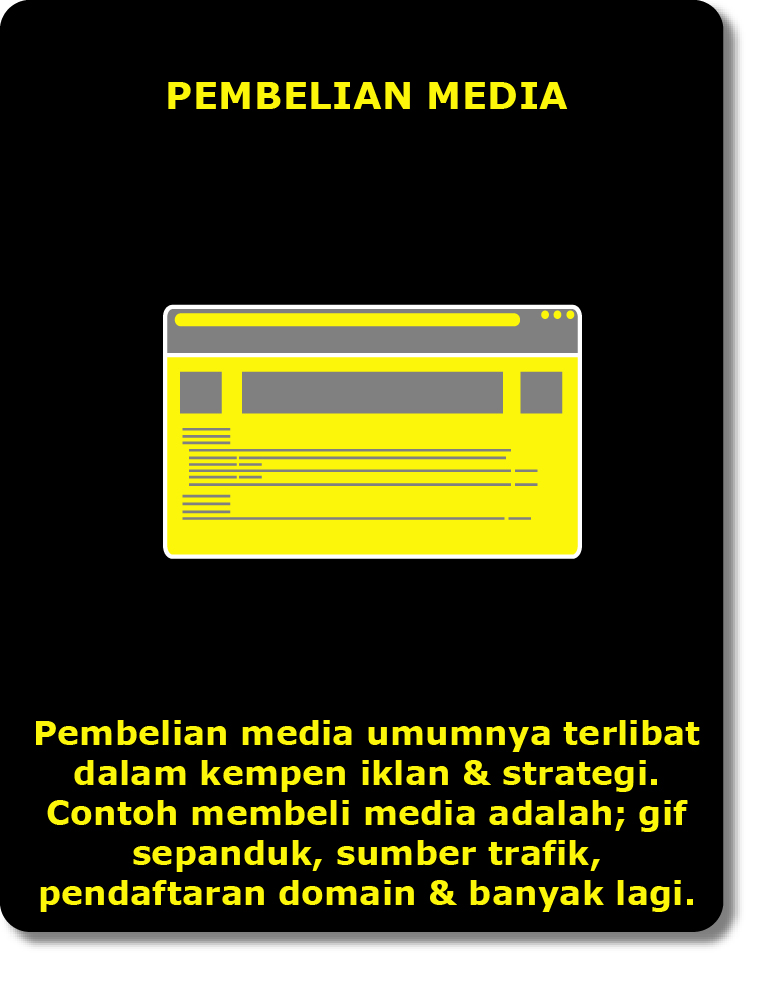 PEMBELIAN MEDIA
Pembelian media umumnya terlibat
dalam kempen iklan & strategi.
Contoh membeli media adalah; gif
sepanduk, sumber trafik,
pendaftaran domain & banyak lagi.